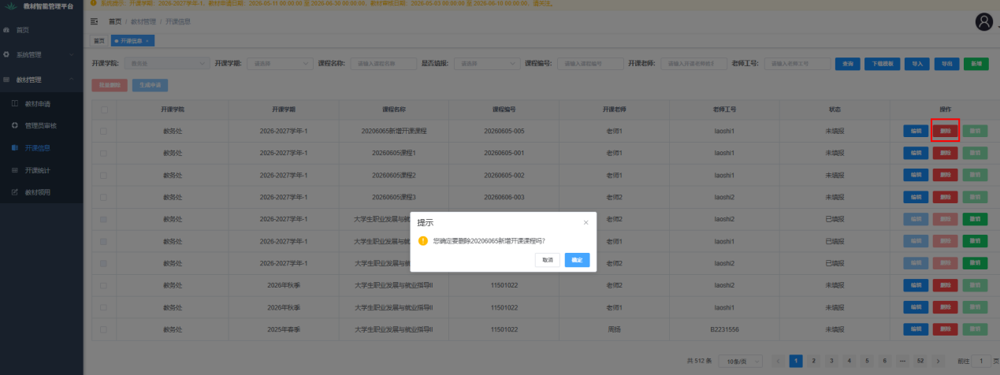 教材智能管理平台
系统提示：开课学期：2026-2027学年-1，教材申请日期：2026-05-11 00:00:00 至 2026-06-30 00:00:00，教材审核日期：2026-05-03 00:00:00 至 2026-06-18 00:00:00，请关注。
首页 / 教材管理 / 开课信息
首页
系统管理
教材管理
教材申请
管理员审核
开课信息
开课统计
教材领用
首页 开课信息 ×
开课学院: 教务处 开课学期: 请选择 课程名称: 请输入课程名称 是否填报: 请选择 课程编号: 请输入课程编号 开课老师: 请输入开课老师姓名 老师工号: 请输入老师工号 查询 下载模板 导入 导出 新增
批量删除 生成申请
开课学院 开课学期 课程名称 课程编号 开课老师 老师工号 状态 操作
教务处 2026-2027学年-1 20206065新增开课课程 20260605-005 老师1 laoshi1 未填报 编辑 删除 撤销
教务处 2026-2027学年-1 20260605课程1 20260605-001 老师1 laoshi1 未填报 编辑 删除 撤销
教务处 2026-2027学年-1 20260605课程2 20260605-002 老师1 laoshi1 未填报 编辑 删除 撤销
教务处 2026-2027学年-1 20260605课程3 20260606-003 老师2 laoshi2 未填报 编辑 删除 撤销
教务处 2026-2027学年-1 大学生职业发展与就 老师2 laoshi2 已填报 编辑 删除 撤销
教务处 2026-2027学年-1 大学生职业发展与就 老师1 laoshi1 已填报 编辑 删除 撤销
教务处 2026-2027学年-1 大学生职业发展与 老师2 laoshi2 已填报 编辑 删除 撤销
教务处 2026年秋季 大学生职业发展与就业指导II 11501022 老师2 laoshi2 未填报 编辑 删除 撤销
教务处 2026年秋季 大学生职业发展与就业指导II 11501022 老师1 laoshi1 未填报 编辑 删除 撤销
教务处 2025年春季 大学生职业发展与就业指导II 11501022 周扬 B2231556 未填报 编辑 删除 撤销
提示 ×
您确定要删除20206065新增开课课程吗?
取消 确定
共 512 条 10条/页 < 1 2 3 4 5 6 ••• 52 > 前往 1 页